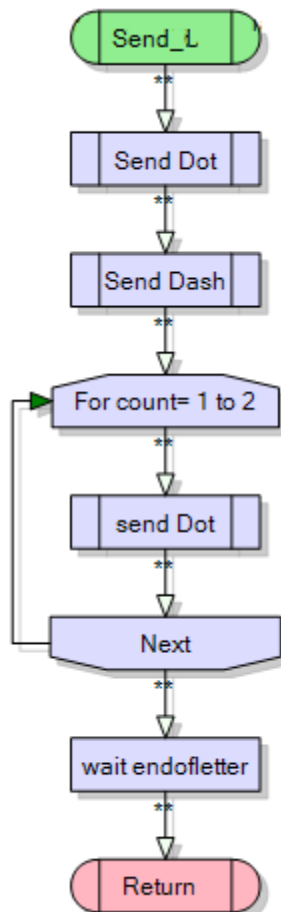 Send_L
**
Send Dot
**
Send Dash
**
For count= 1 to 2
**
send Dot
**
Next
**
wait endofletter
**
Return